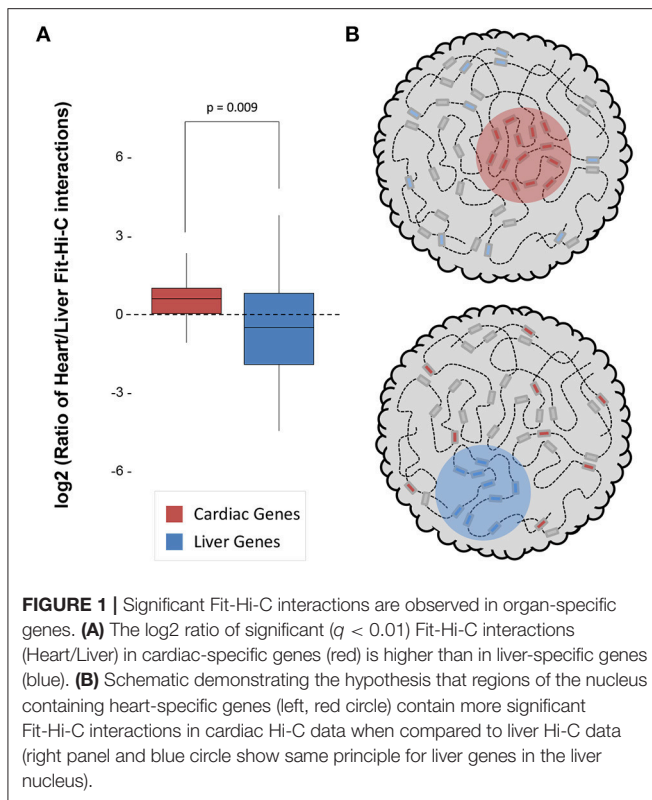 A
B
log2 (Ratio of Heart/Liver Fit-Hi-C interactions)
p = 0.009
6 -
3 -
0
-3 -
-6 -
Cardiac Genes
Liver Genes
FIGURE 1 | Significant Fit-Hi-C interactions are observed in organ-specific
genes. (A) The log2 ratio of significant (q < 0.01) Fit-Hi-C interactions
(Heart/Liver) in cardiac-specific genes (red) is higher than in liver-specific genes
(blue). (B) Schematic demonstrating the hypothesis that regions of the nucleus
containing heart-specific genes (left, red circle) contain more significant
Fit-Hi-C interactions in cardiac Hi-C data when compared to liver Hi-C data
(right panel and blue circle show same principle for liver genes in the liver
nucleus).